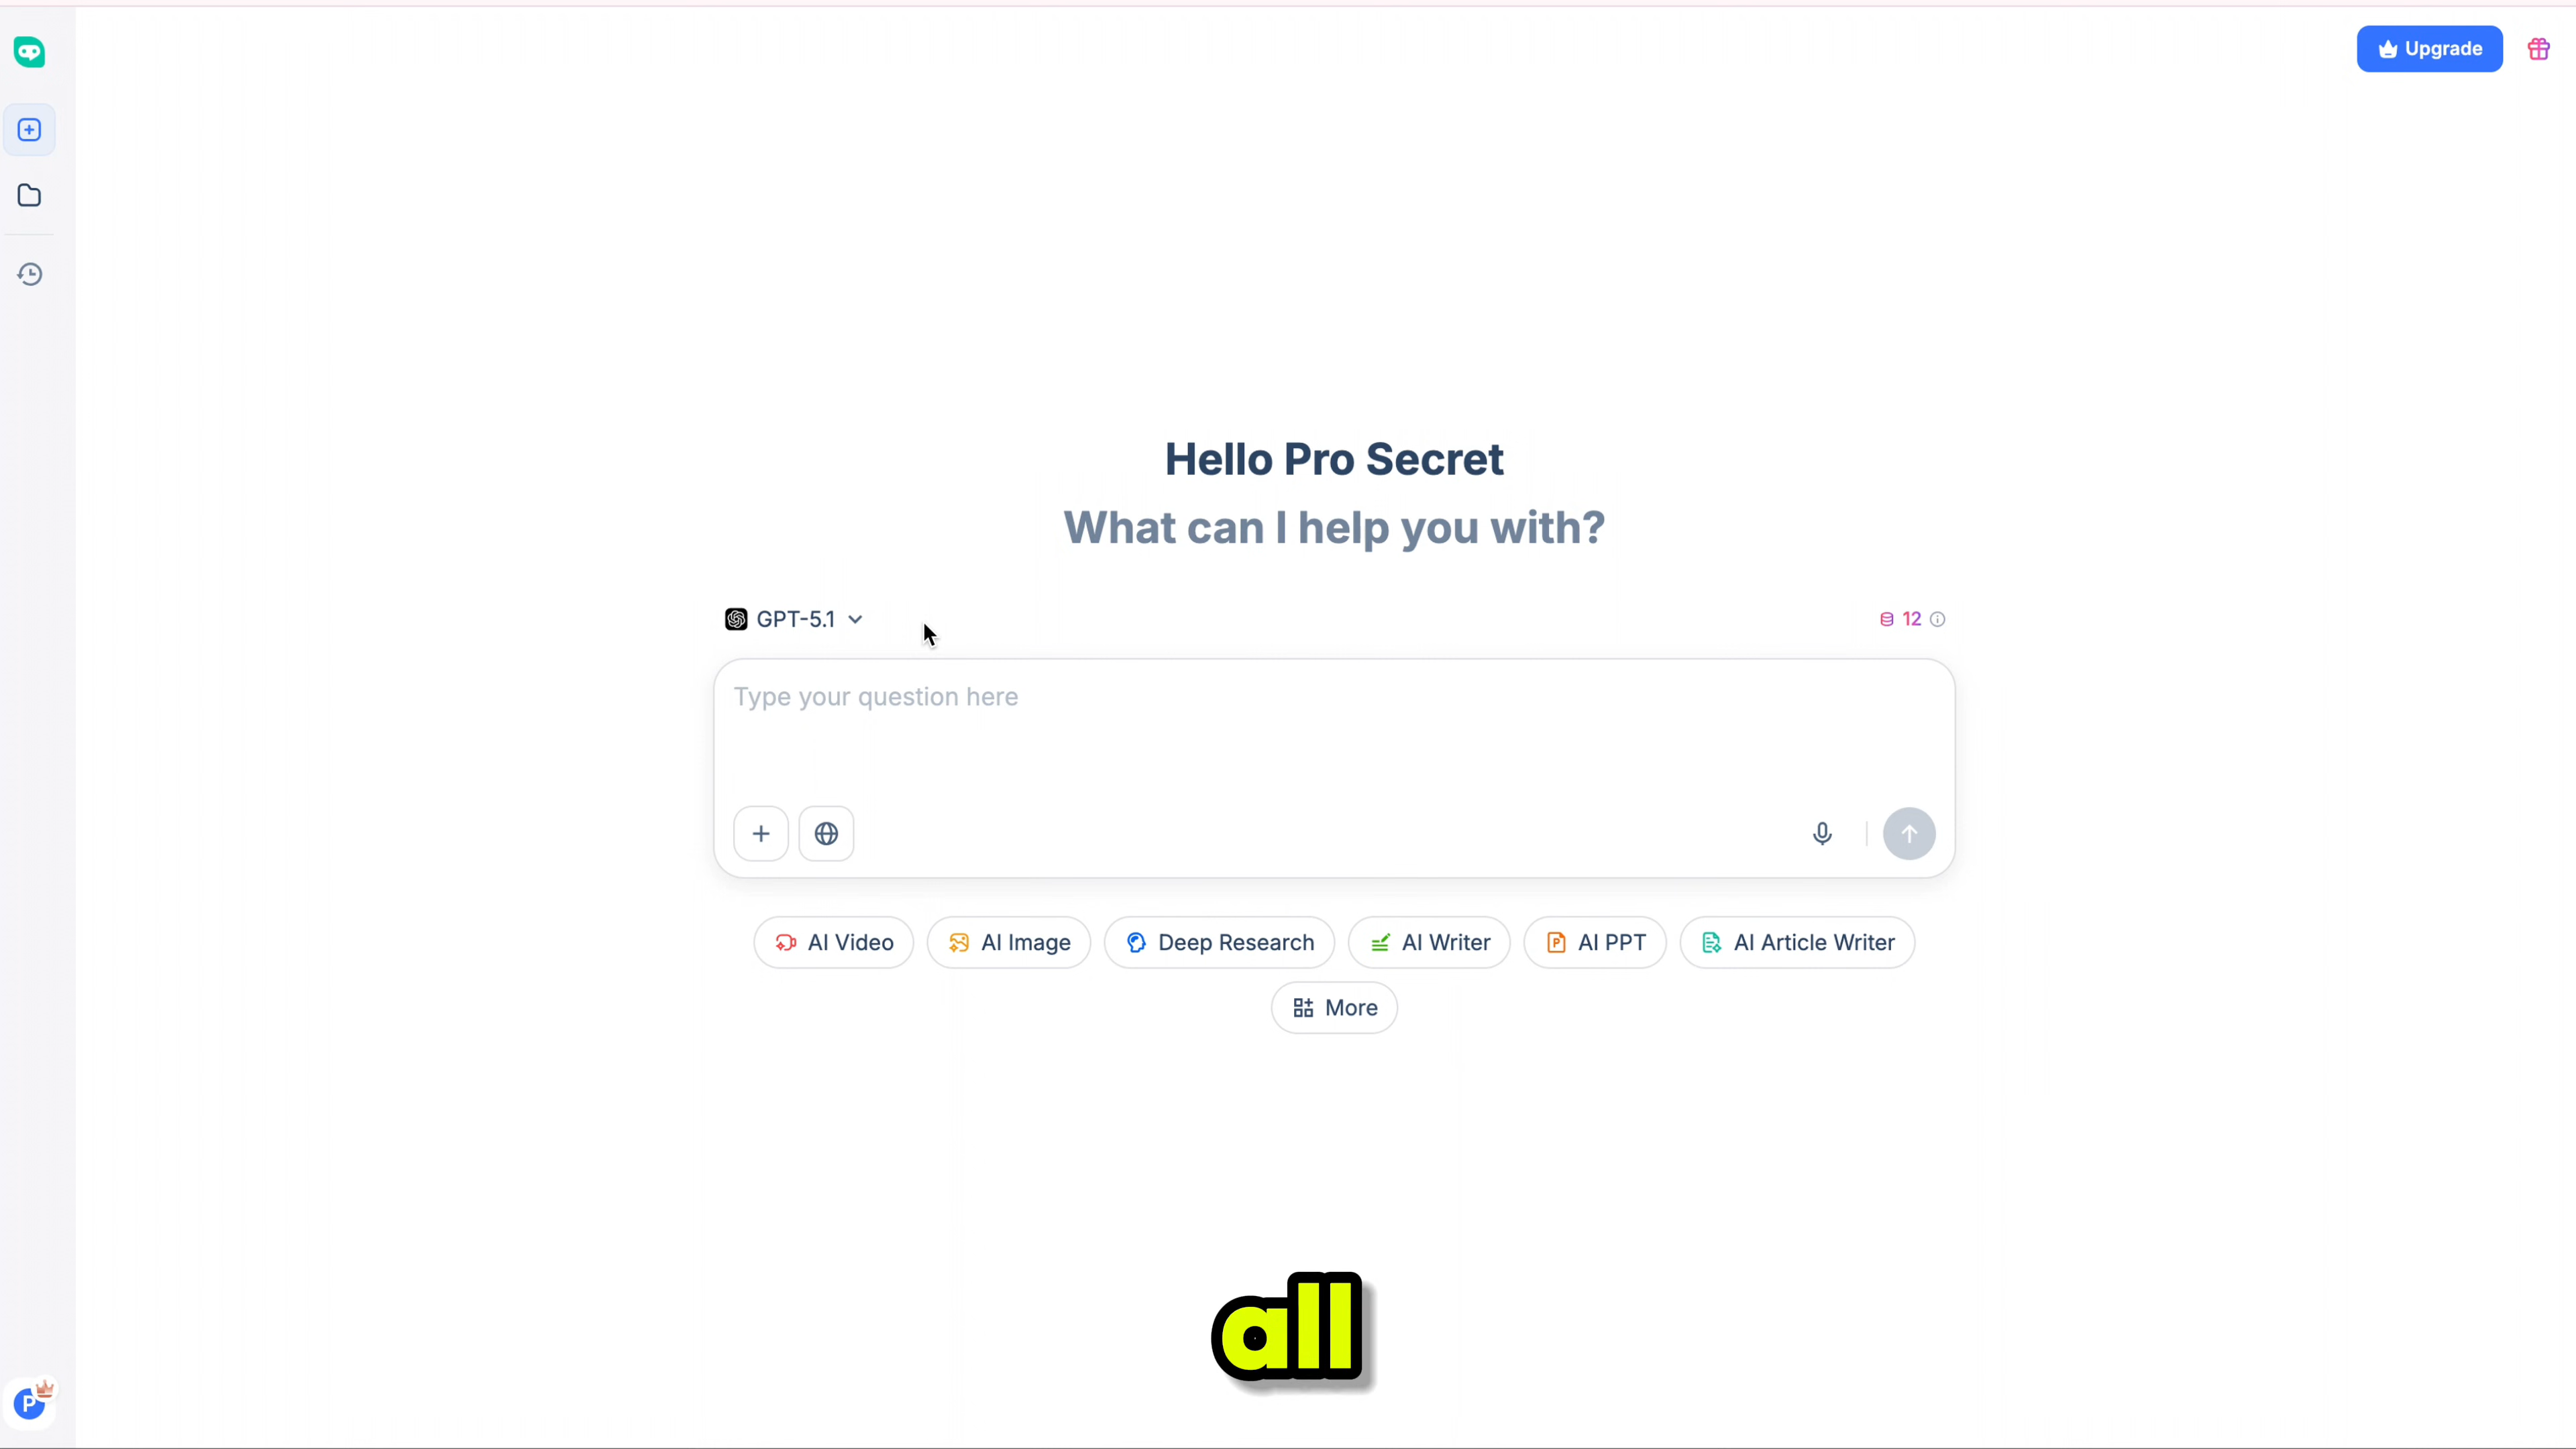 Upgrade
Hello Pro Secret
What can I help you with?
GPT-5.1
12
Type your question here
AI Video
AI Image
Deep Research
AI Writer
AI PPT
AI Article Writer
More
all
P